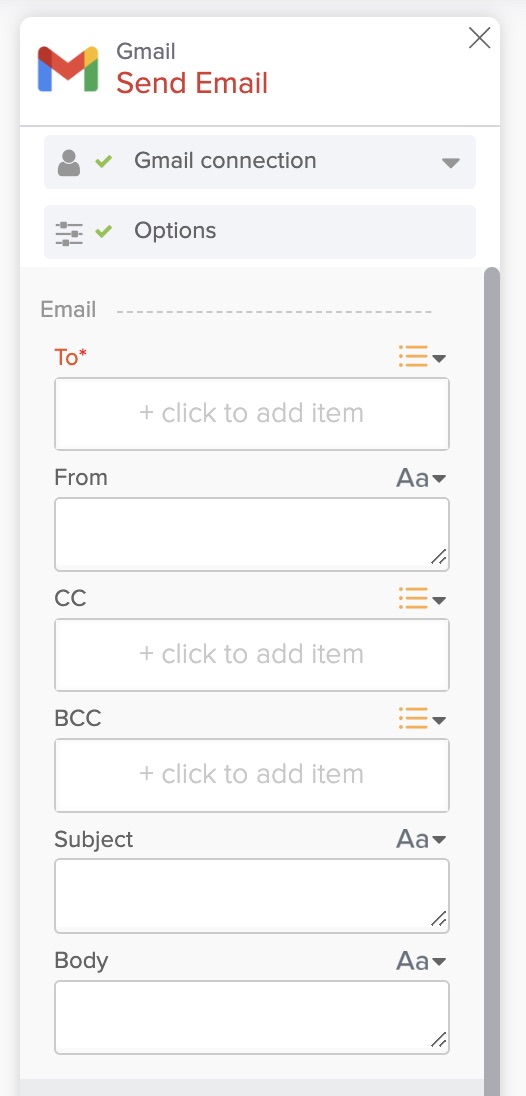 Gmail
Send Email
Gmail connection
Options
Email
To*
+ click to add item
From
Aa
CC
+ click to add item
BCC
+ click to add item
Subject
Aa
Body
Aa